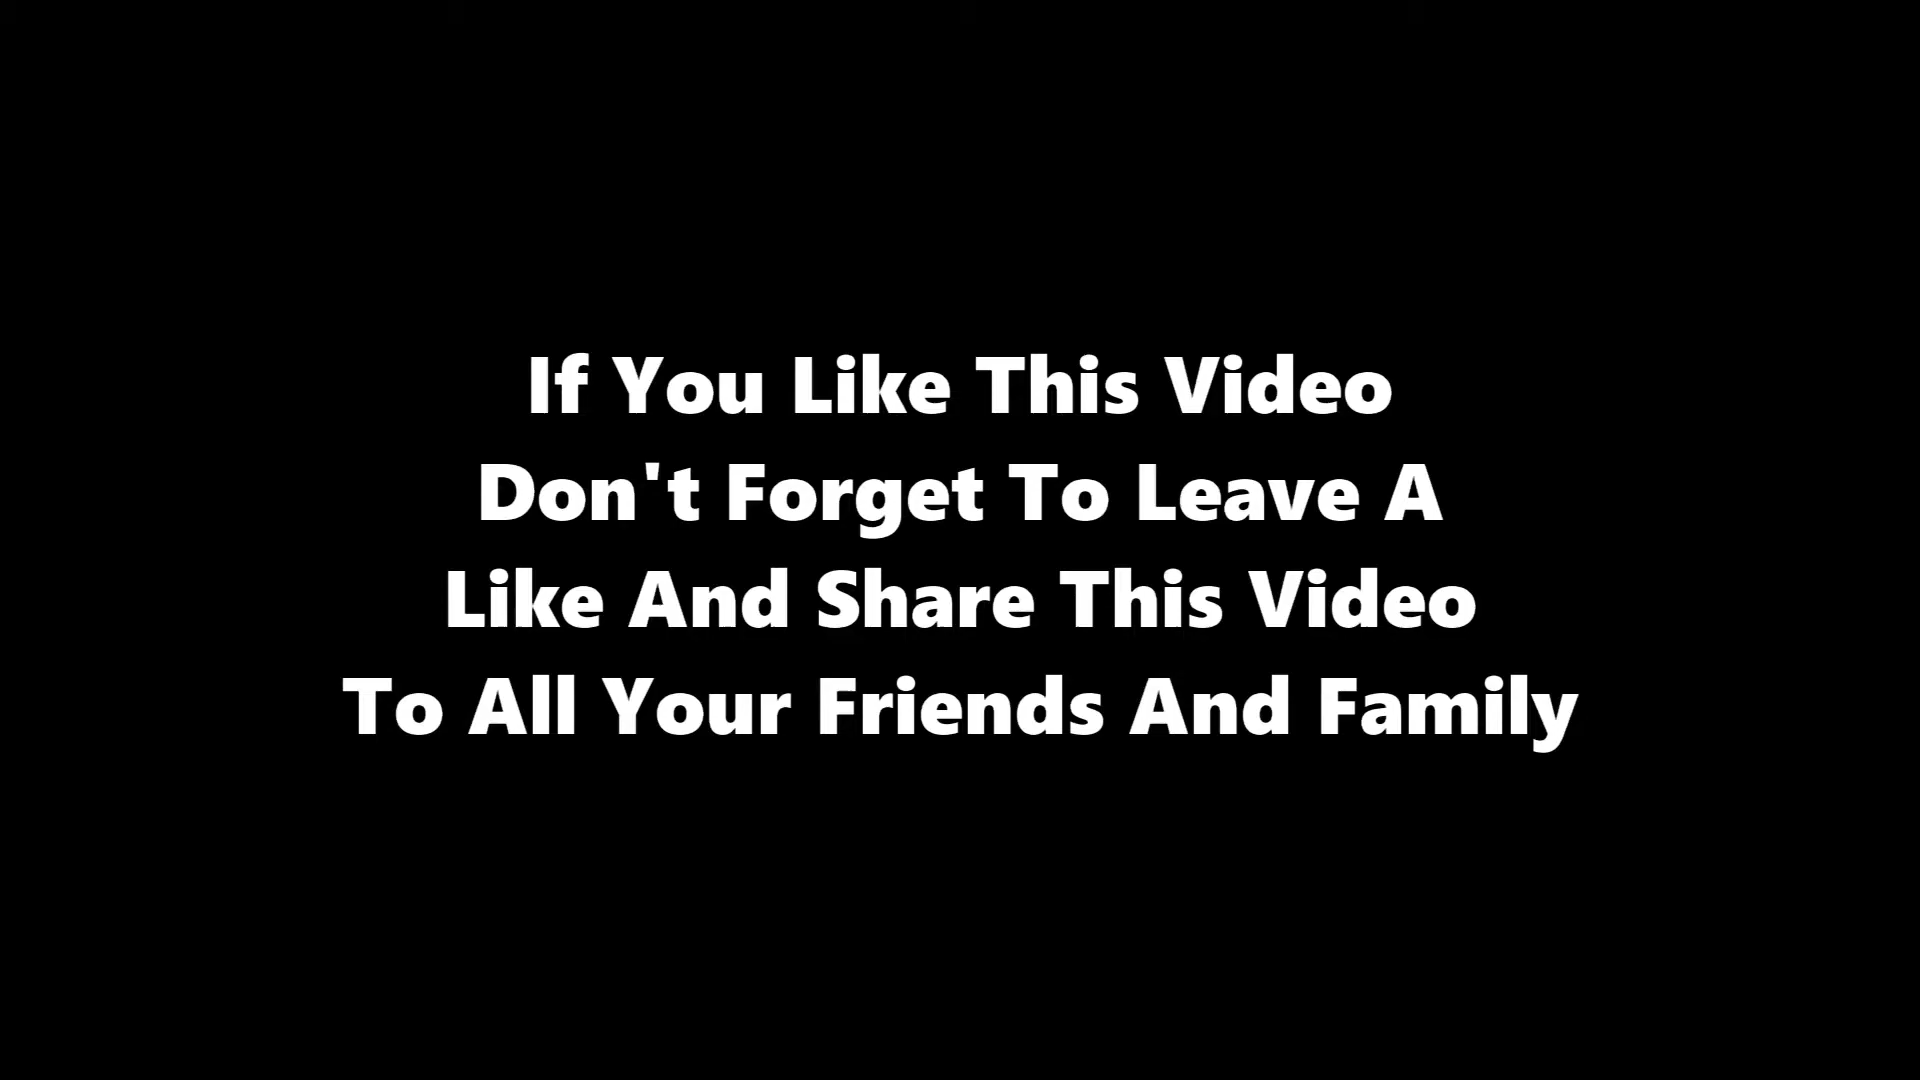 If You Like This Video
Don't Forget To Leave A
Like And Share This Video
To All Your Friends And Family